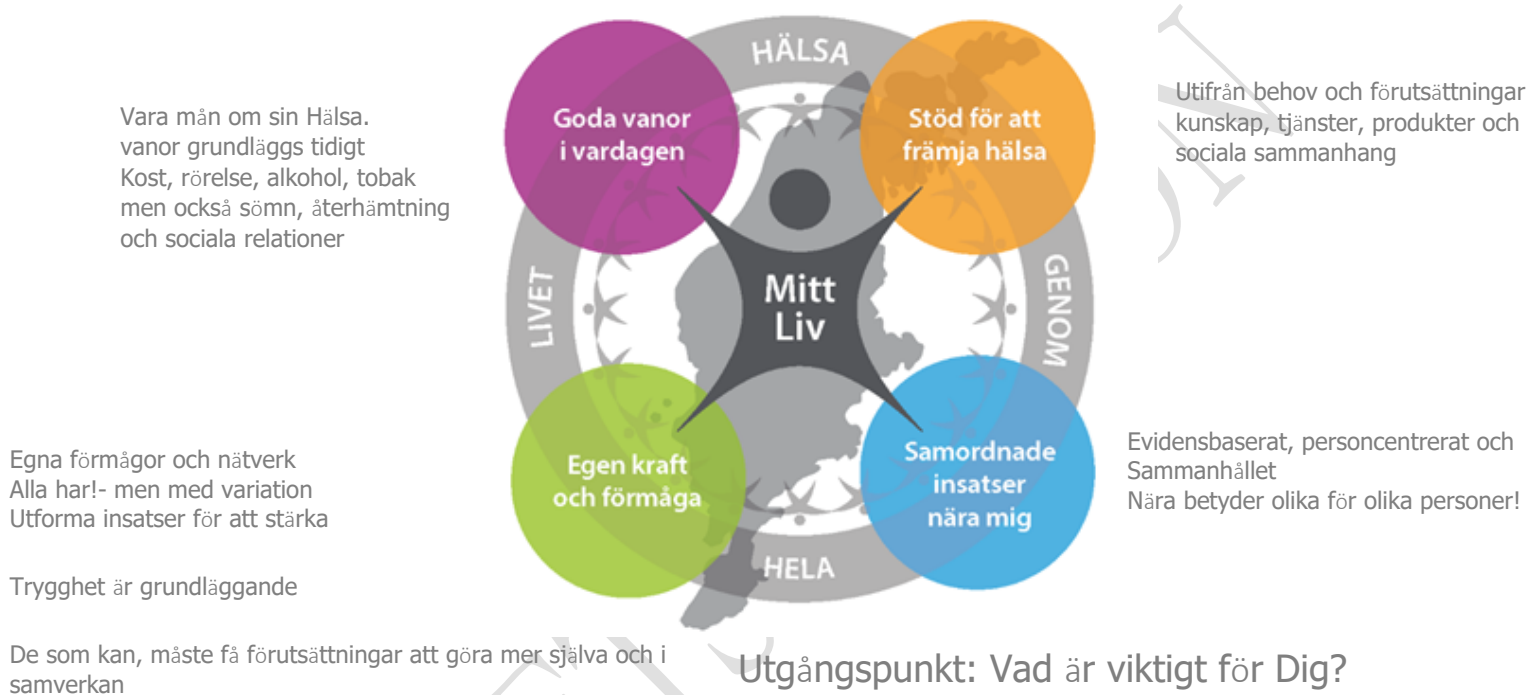 HÄLSA
GENOM
HELA
LIVET
Goda vanor
i vardagen
Stöd för att
främja hälsa
Mitt
Liv
Egen kraft
och förmåga
Samordnade
insatser
nära mig
Vara mån om sin Hälsa.
vanor grundläggs tidigt
Kost, rörelse, alkohol, tobak
men också sömn, återhämtning
och sociala relationer
Utifrån behov och förutsättningar
kunskap, tjänster, produkter och
sociala sammanhang
Egna förmågor och nätverk
Alla har!- men med variation
Utforma insatser för att stärka
Trygghet är grundläggande
De som kan, måste få förutsättningar att göra mer själva och i
samverkan
Evidensbaserat, personcentrerat och
Sammanhållet
Nära betyder olika för olika personer!
Utgångspunkt: Vad är viktigt för Dig?